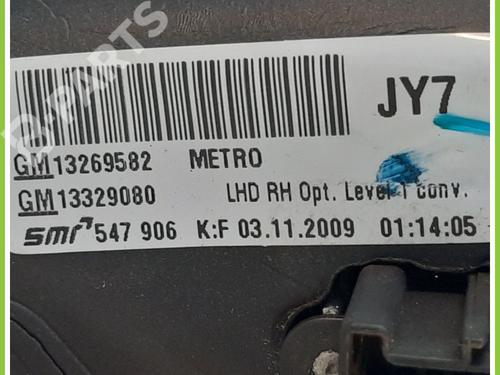 B-PARTS
JY7
GM13269582 METRO
GM13329080 LHD RH Opt. Level 1 conv.
smr 547 906 K:F 03.11.2009 01:14:05